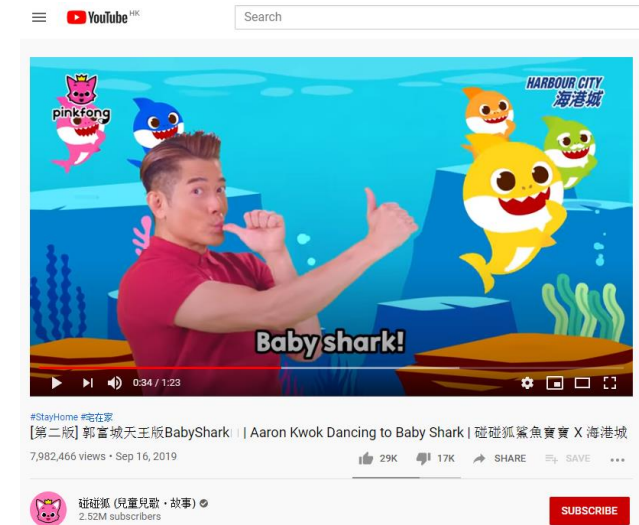 YouTube HK
Search
pinkfong
HARBOUR CITY
海港城
Baby shark!
0:34 / 1:23
#StayHome #宅在家
[第二版] 郭富城天王版BabyShark | Aaron Kwok Dancing to Baby Shark | 碰碰狐鯊魚寶寶 X 海港城
7,982,466 views • Sep 16, 2019
29K 17K SHARE SAVE
碰碰狐 (兒童兒歌・故事)
2.52M subscribers
SUBSCRIBE